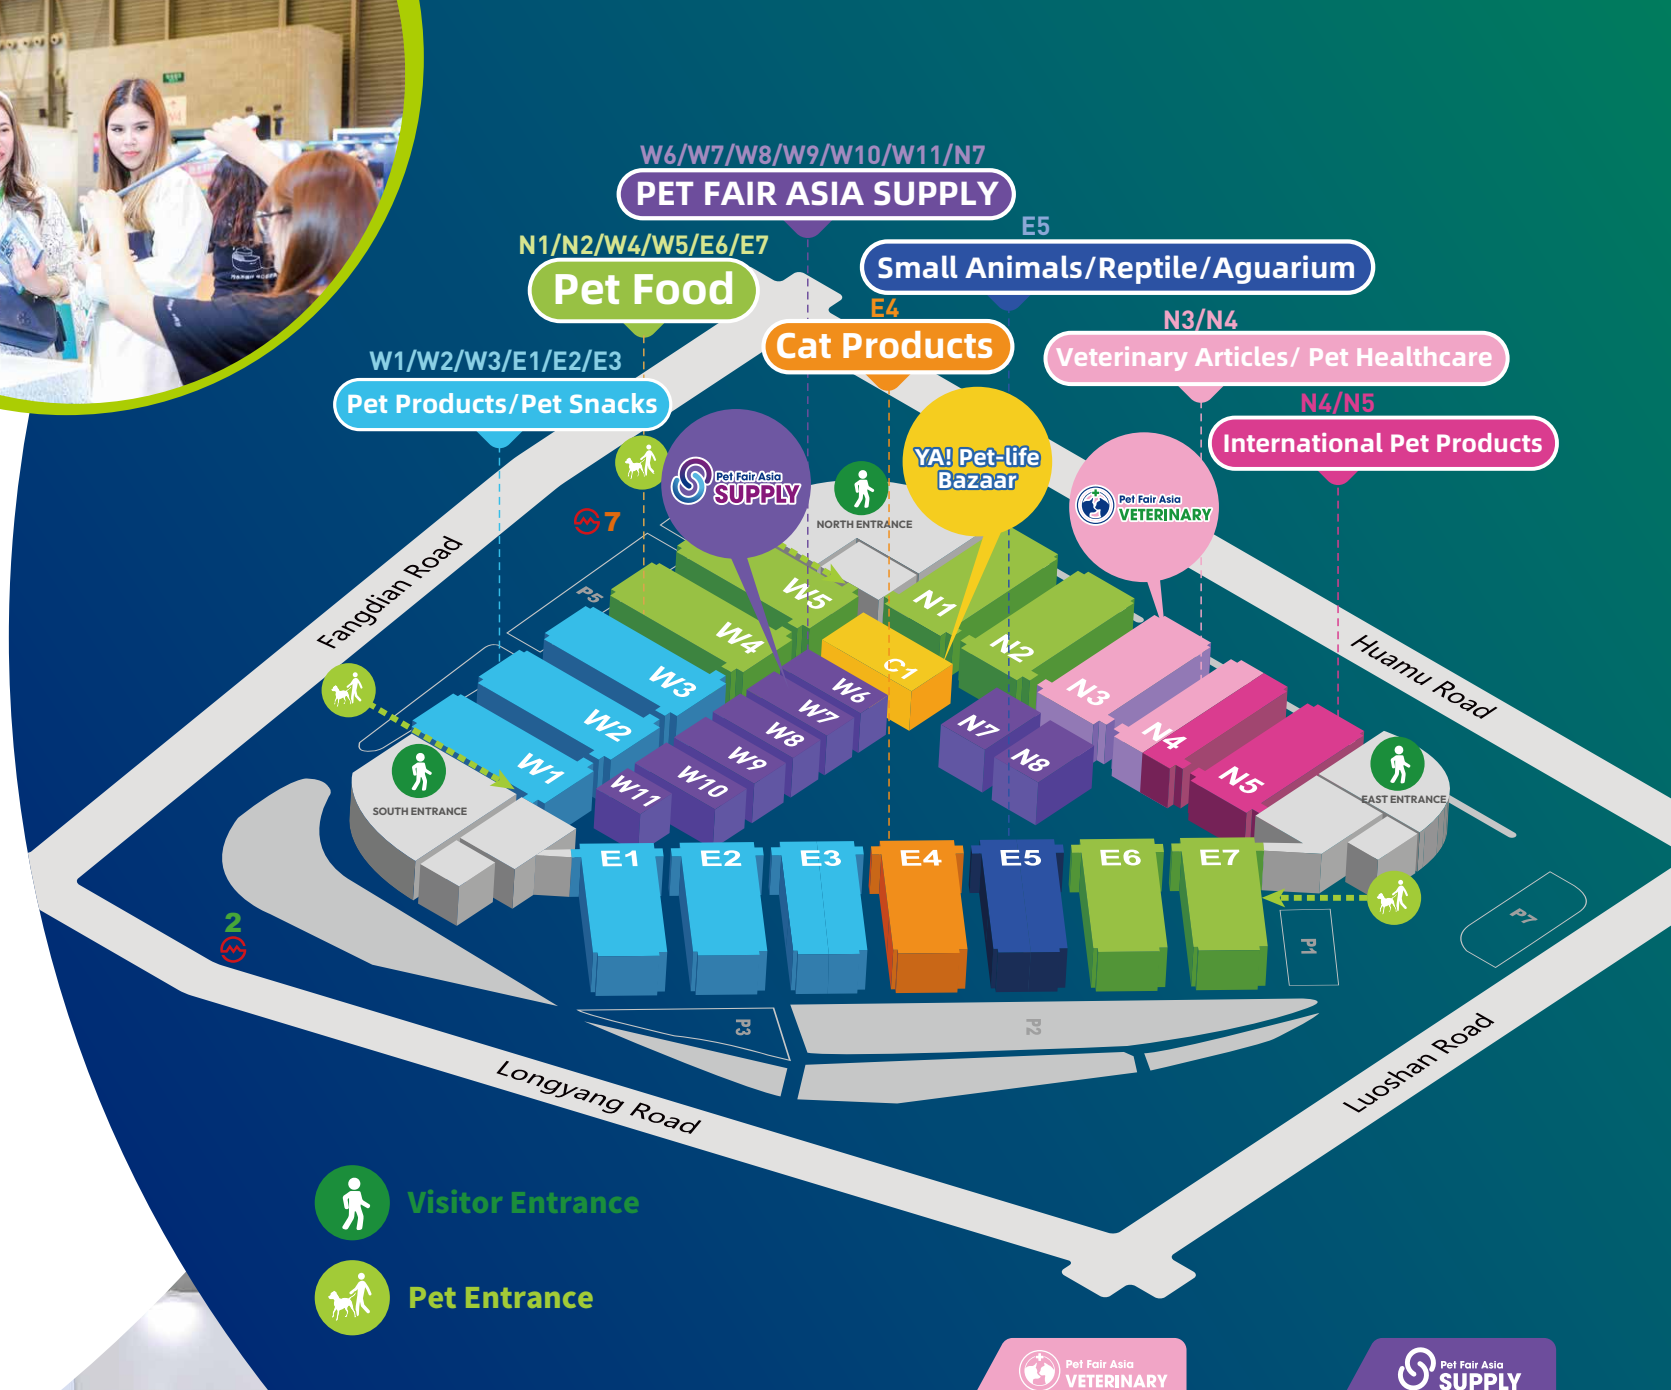 W6/W7/W8/W9/W10/W11/N7
PET FAIR ASIA SUPPLY
E5
Small Animals/Reptile/Aguarium
N1/N2/W4/W5/E6/E7
Pet Food
E4
Cat Products
N3/N4
Veterinary Articles/ Pet Healthcare
W1/W2/W3/E1/E2/E3
Pet Products/Pet Snacks
N4/N5
International Pet Products
YA! Pet-life
Bazaar
Pet Fair Asia
SUPPLY
Pet Fair Asia
VETERINARY
NORTH ENTRANCE
7
Fangdian Road
P5
Huamu Road
W5
N1
W4
N2
C1
W3
W6
N3
W7
W2
N7
W8
N4
N8
W9
W1
W10
N5
W11
SOUTH ENTRANCE
EAST ENTRANCE
E1
E2
E3
E4
E5
E6
E7
2
P1
P7
P3
P2
Longyang Road
Luoshan Road
Visitor Entrance
Pet Entrance
Pet Fair Asia
VETERINARY
Pet Fair Asia
SUPPLY